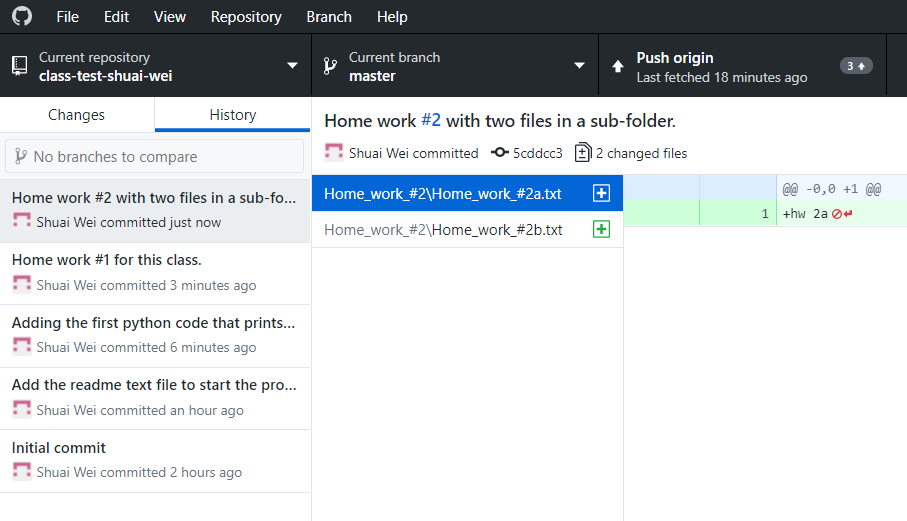 File Edit View Repository Branch Help
Current repository
class-test-shuai-wei
Current branch
master
Push origin
Last fetched 18 minutes ago
3
Changes
History
No branches to compare
Home work #2 with two files in a sub-fo...
Shuai Wei committed just now
Home work #1 for this class.
Shuai Wei committed 3 minutes ago
Adding the first python code that prints...
Shuai Wei committed 6 minutes ago
Add the readme text file to start the pro...
Shuai Wei committed an hour ago
Initial commit
Shuai Wei committed 2 hours ago
Home work #2 with two files in a sub-folder.
Shuai Wei committed 5cddcc3 2 changed files
Home_work_#2\Home_work_#2a.txt
Home_work_#2\Home_work_#2b.txt
@@ -0,0 +1 @@
1 +hw 2a